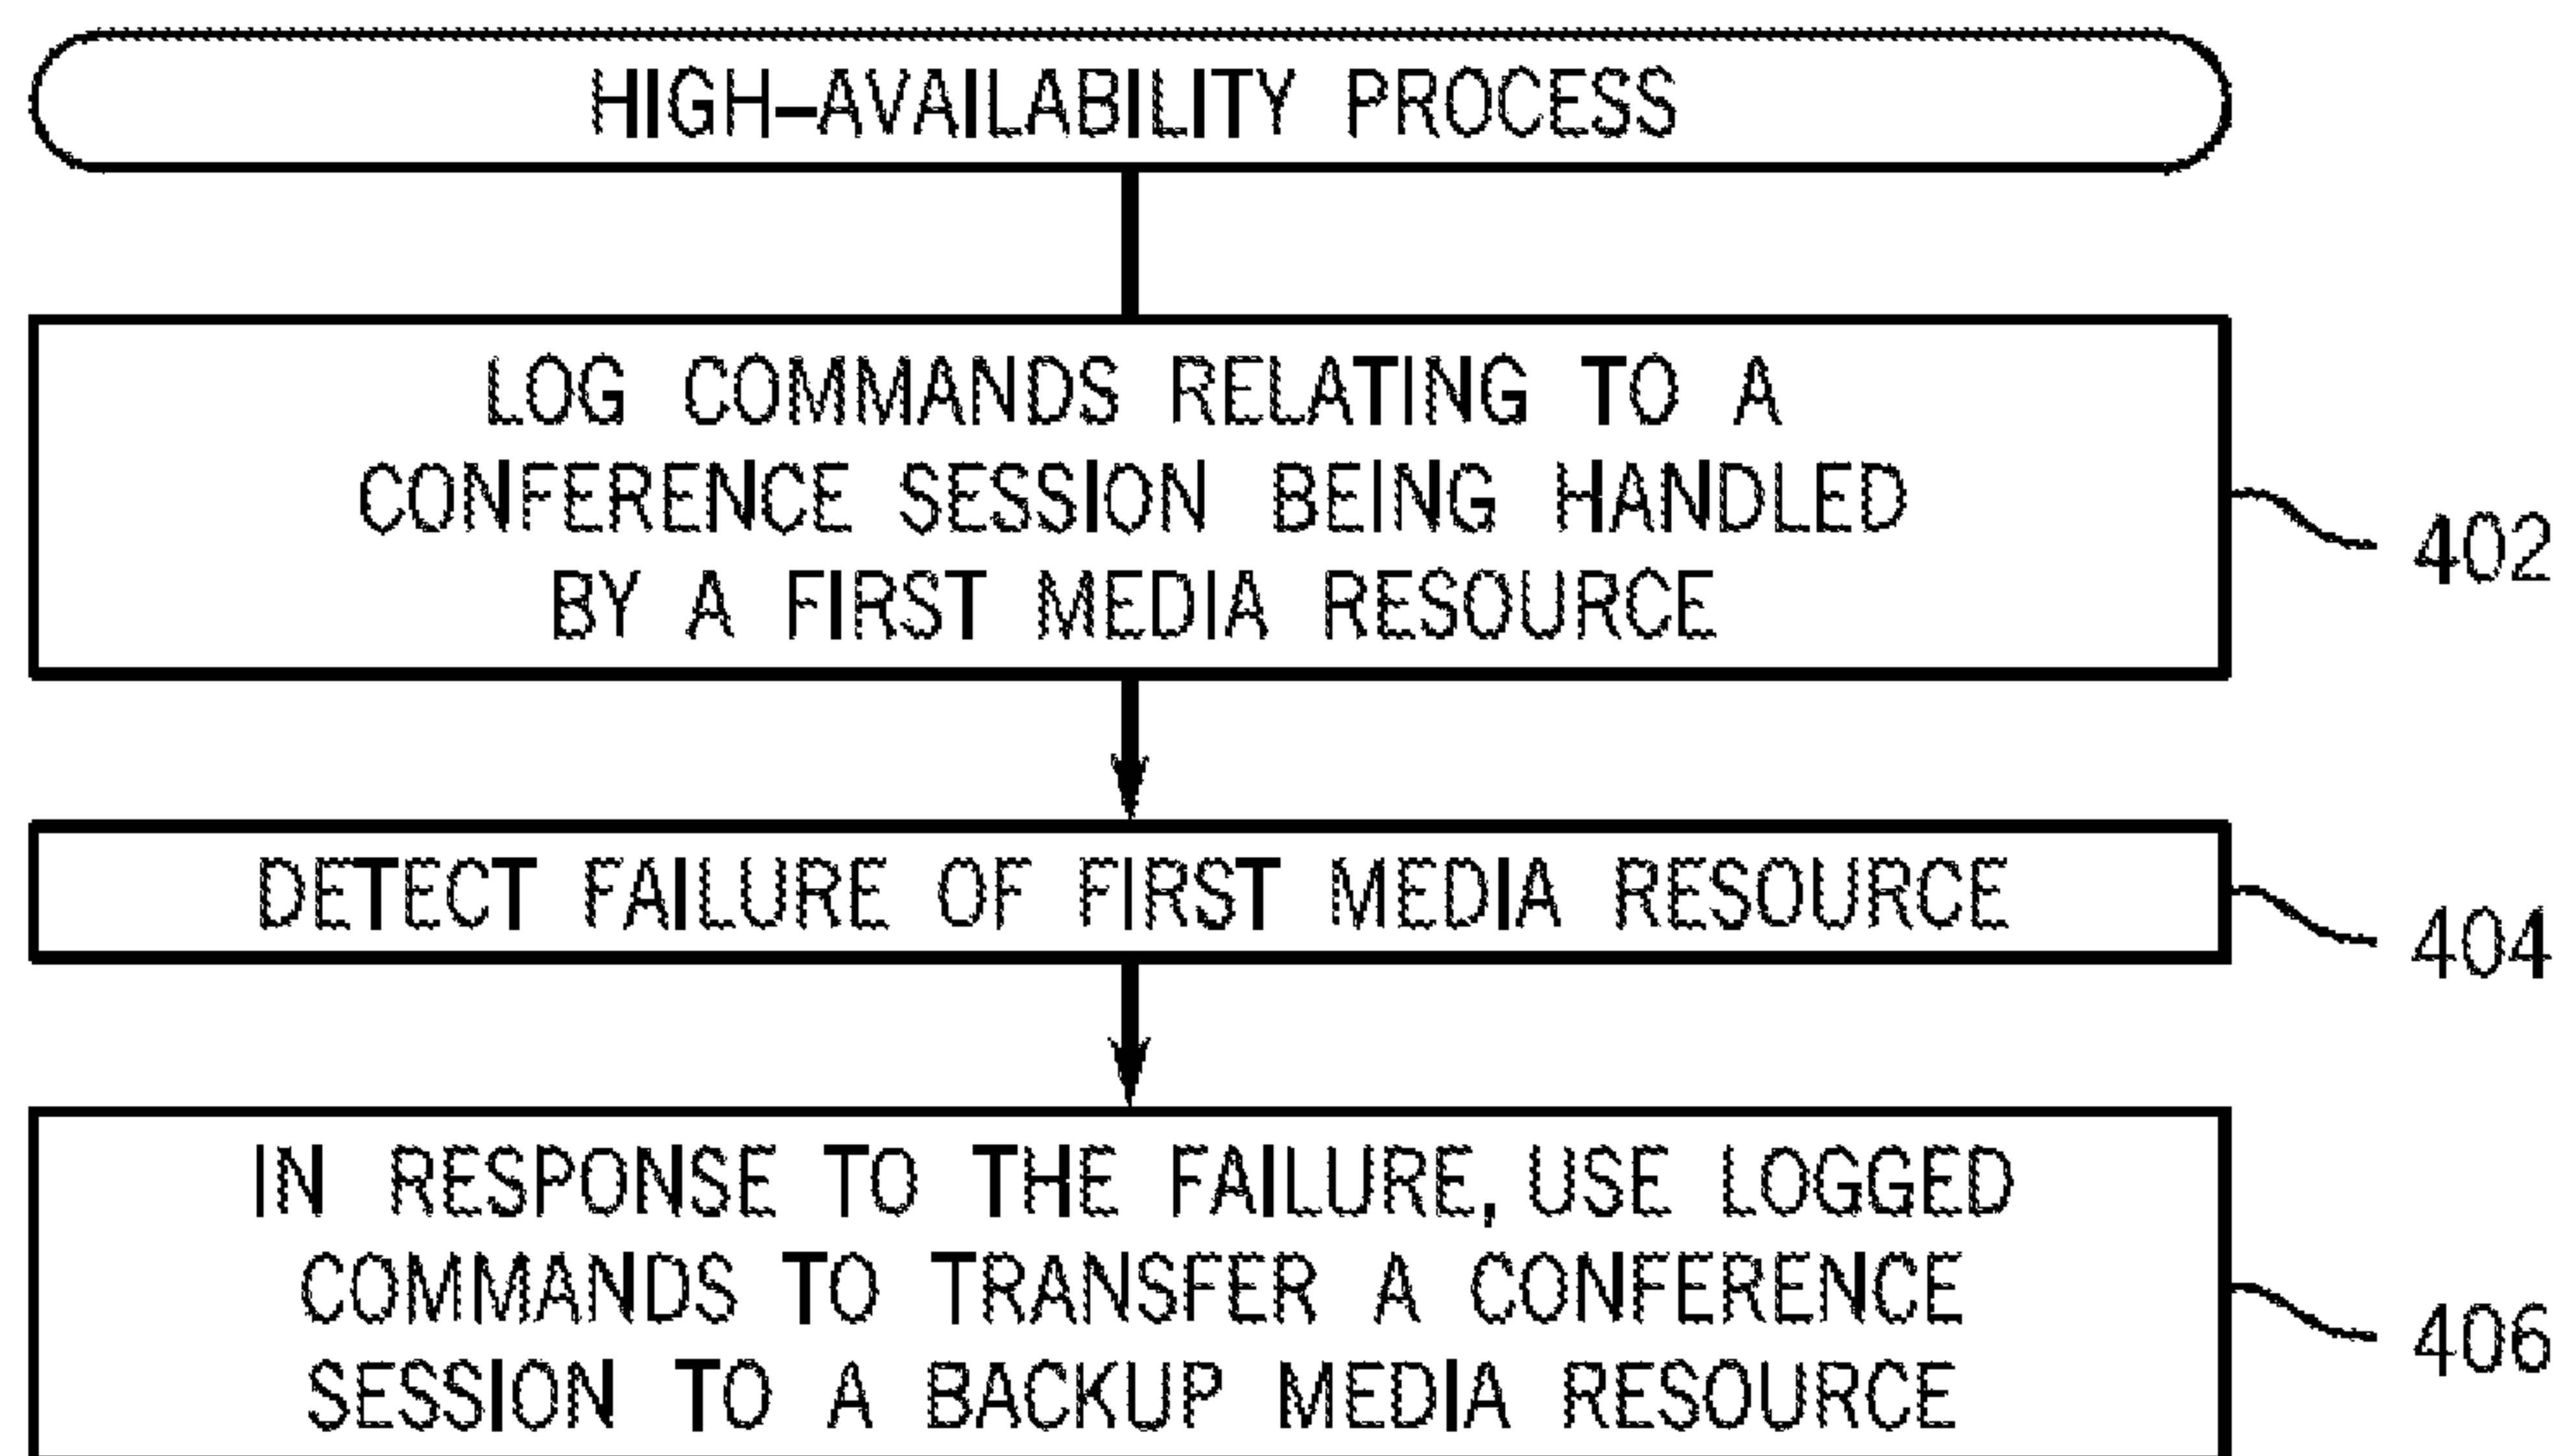 HIGH-AVAILABILITY PROCESS
LOG COMMANDS RELATING TO A
CONFERENCE SESSION BEING HANDLED
BY A FIRST MEDIA RESOURCE
402
DETECT FAILURE OF FIRST MEDIA RESOURCE
404
IN RESPONSE TO THE FAILURE, USE LOGGED
COMMANDS TO TRANSFER A CONFERENCE
SESSION TO A BACKUP MEDIA RESOURCE
406